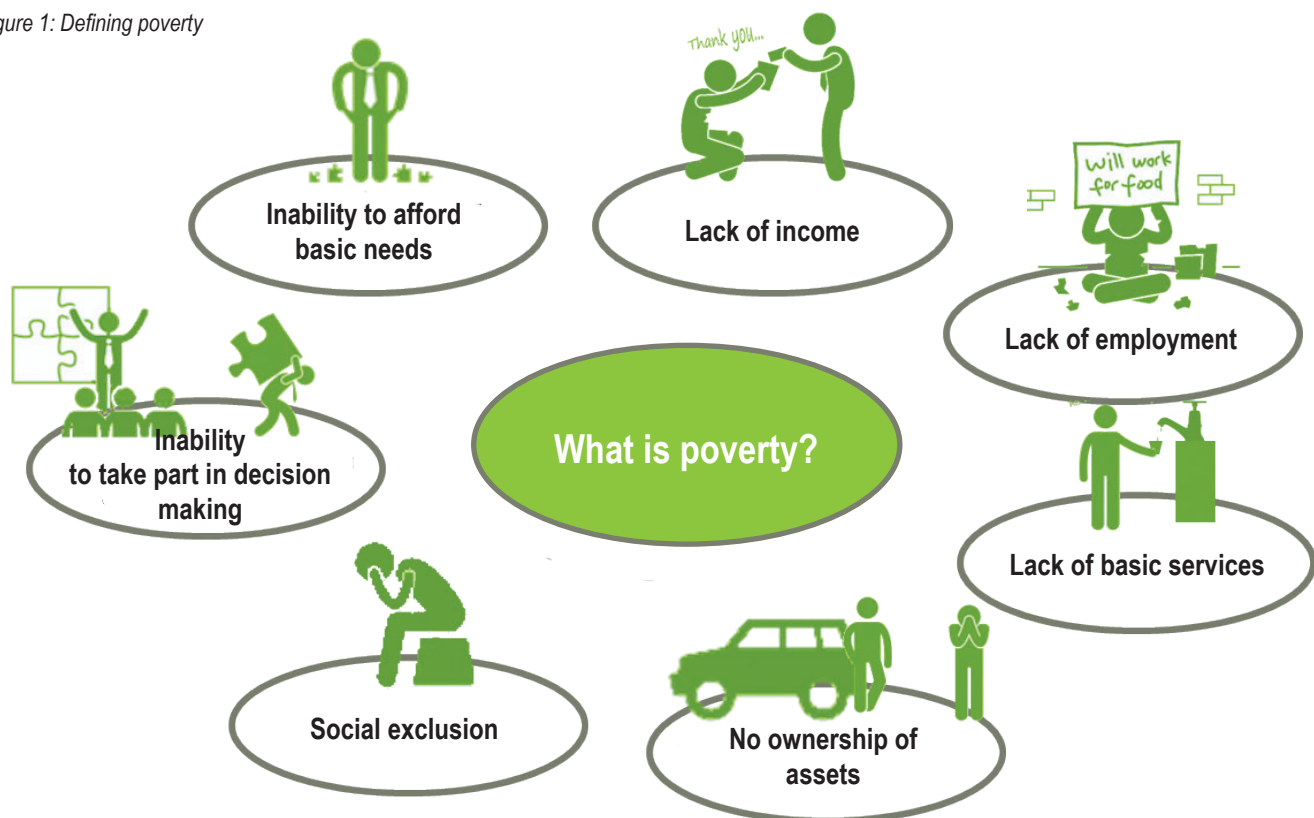 gure 1: Defining poverty
Thank you...
Inability to afford
basic needs
Lack of income
will work
for food
Lack of employment
What is poverty?
Inability
to take part in decision
making
Lack of basic services
Social exclusion
No ownership of
assets